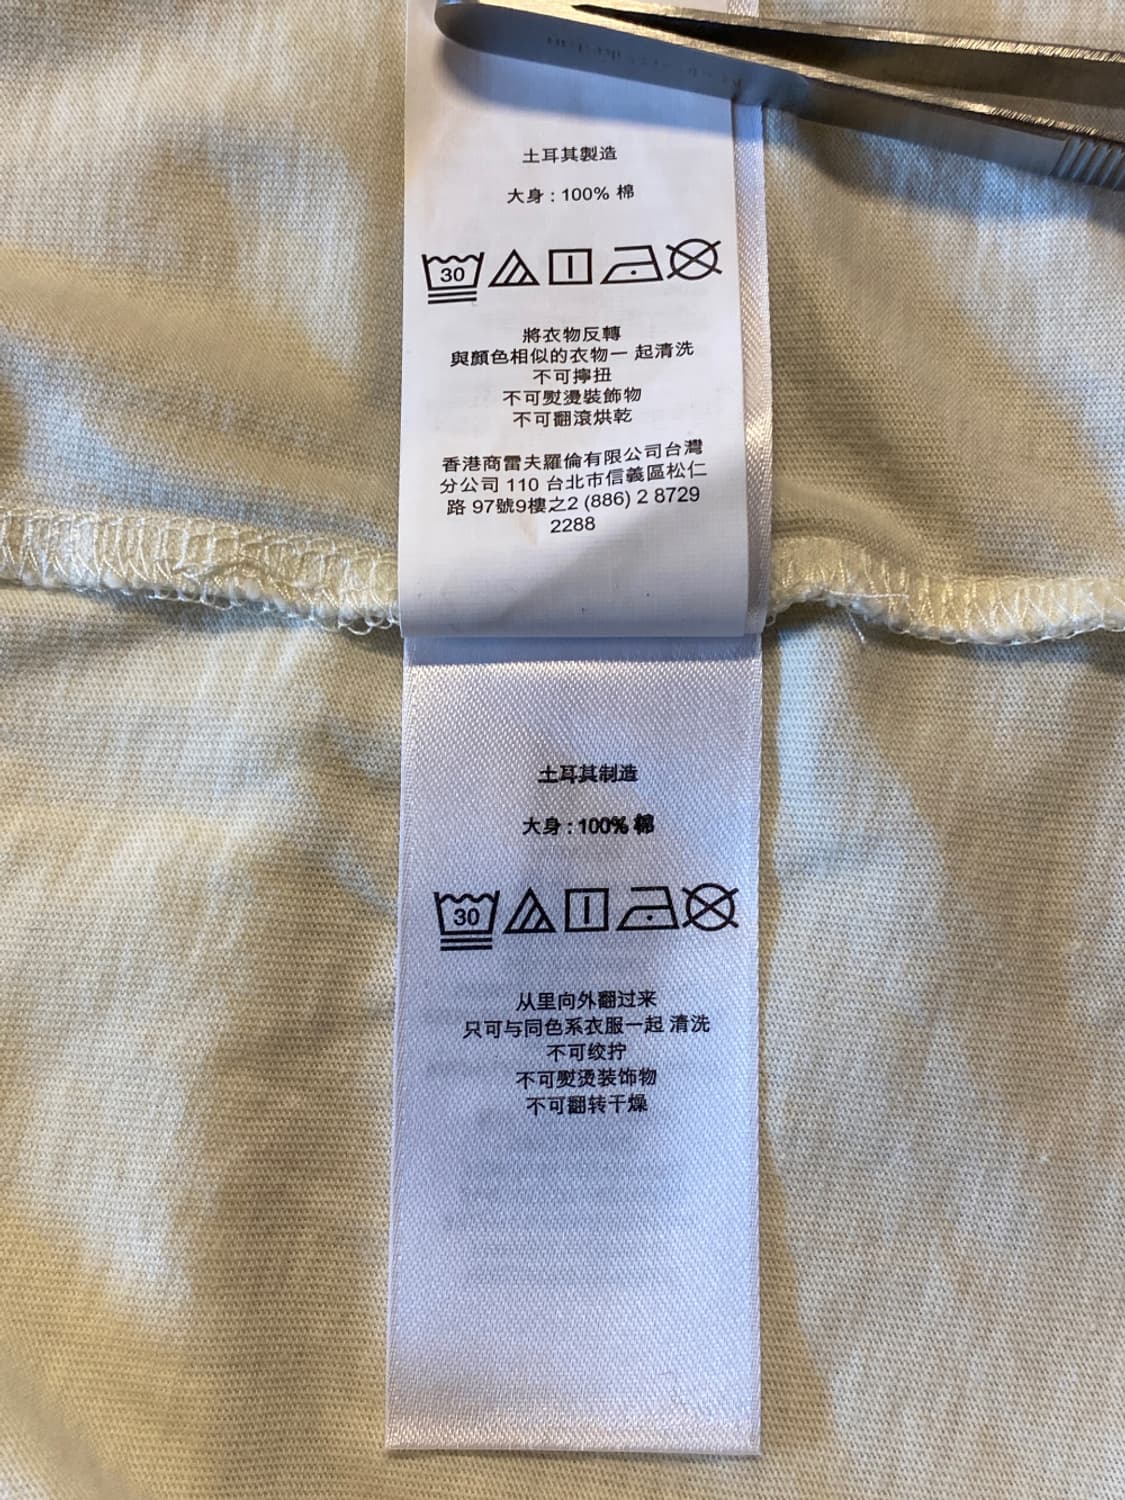 土耳其製造
大身 : 100% 棉
30
將衣物反轉
與顏色相似的衣物一 起清洗
不可擰扭
不可熨燙裝飾物
不可翻滾烘乾
香港商雷夫羅倫有限公司台灣
分公司 110 台北市信義區松仁
路 97號9樓之2 (886) 2 8729
2288
土耳其制造
大身 : 100% 棉
30
从里向外翻过来
只可与同色系衣服一起 清洗
不可绞拧
不可熨烫装饰物
不可翻转干燥